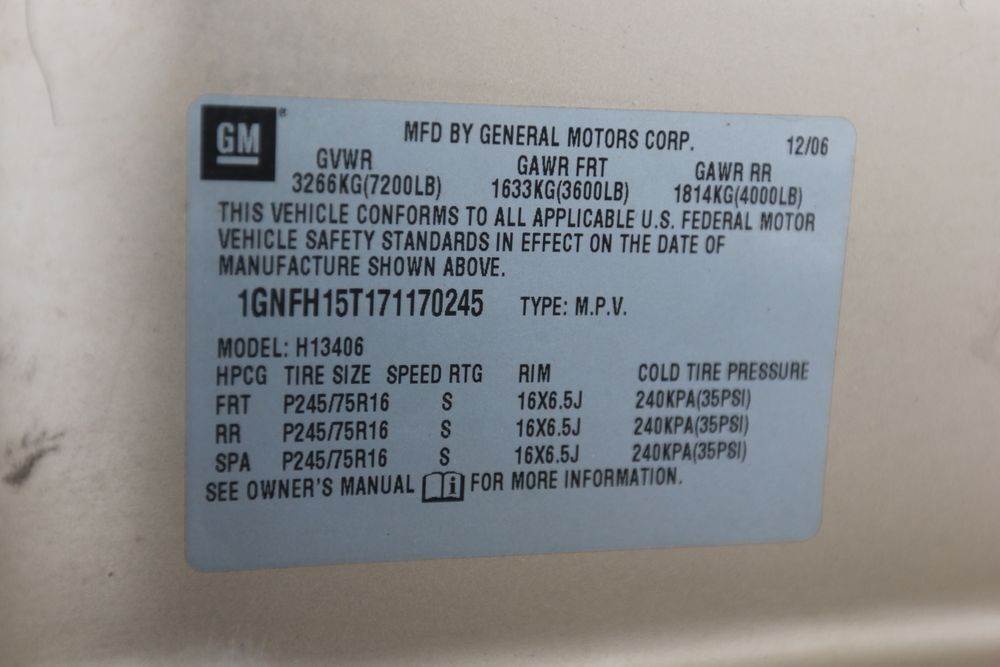 GM®
MFD BY GENERAL MOTORS CORP. 12/06
GVWR GAWR FRT GAWR RR
3266KG(7200LB) 1633KG(3600LB) 1814KG(4000LB)
THIS VEHICLE CONFORMS TO ALL APPLICABLE U.S. FEDERAL MOTOR
VEHICLE SAFETY STANDARDS IN EFFECT ON THE DATE OF
MANUFACTURE SHOWN ABOVE.
1GNFH15T171170245 TYPE: M.P.V.
MODEL: H13406
HPCG TIRE SIZE SPEED RTG RIM COLD TIRE PRESSURE
FRT P245/75R16 S 16X6.5J 240KPA(35PSI)
RR P245/75R16 S 16X6.5J 240KPA(35PSI)
SPA P245/75R16 S 16X6.5J 240KPA(35PSI)
SEE OWNER'S MANUAL i FOR MORE INFORMATION.